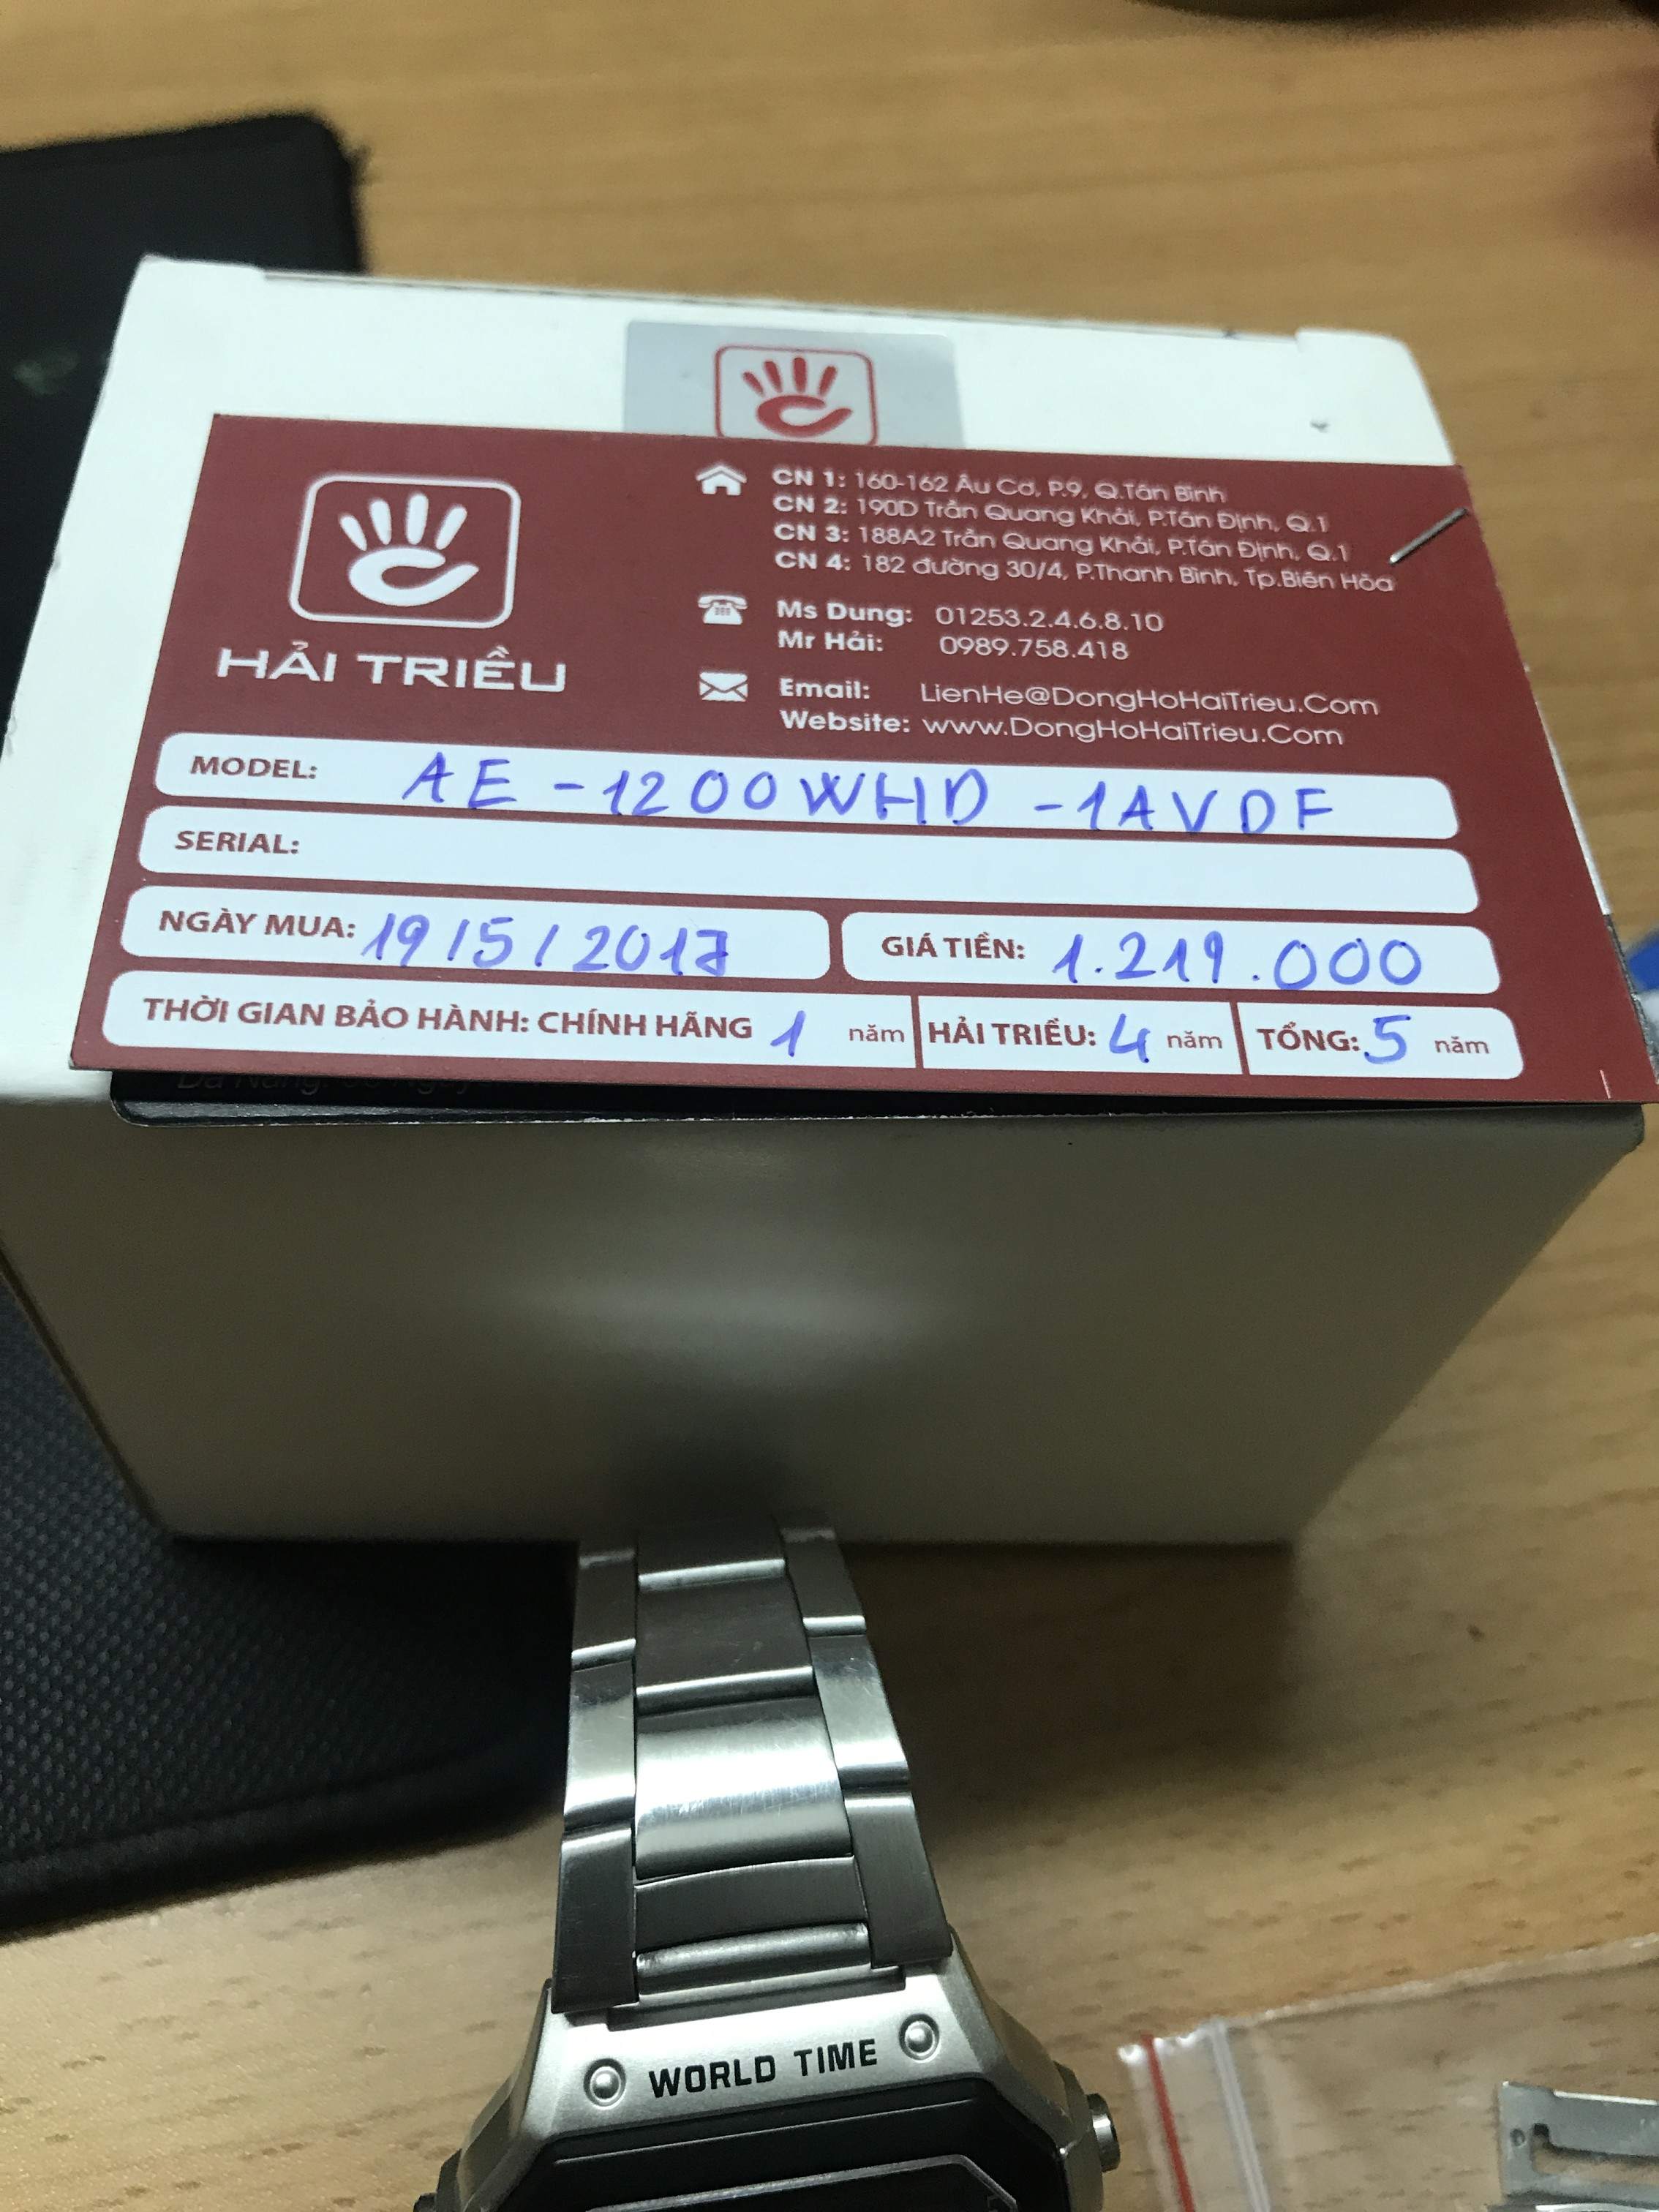 HẢI TRIỀU
CN 1: 160-162 Âu Cơ, P.9, Q.Tân Bình
CN 2: 190D Trần Quang Khải, P.Tân Định, Q.1
CN 3: 188A2 Trần Quang Khải, P.Tân Định, Q.1
CN 4: 182 đường 30/4, P.Thanh Bình, Tp.Biên Hòa
Ms Dung: 01253.2.4.6.8.10
Mr Hải: 0989.758.418
Email: LienHe@DongHoHaiTrieu.Com
Website: www.DongHoHaiTrieu.Com
MODEL: AE-1200WHD-1AVDF
SERIAL:
NGÀY MUA: 19/5/2017 GIÁ TIỀN: 1.219.000
THỜI GIAN BẢO HÀNH: CHÍNH HÃNG 1 năm HẢI TRIỀU: 4 năm TỔNG: 5 năm
WORLD TIME